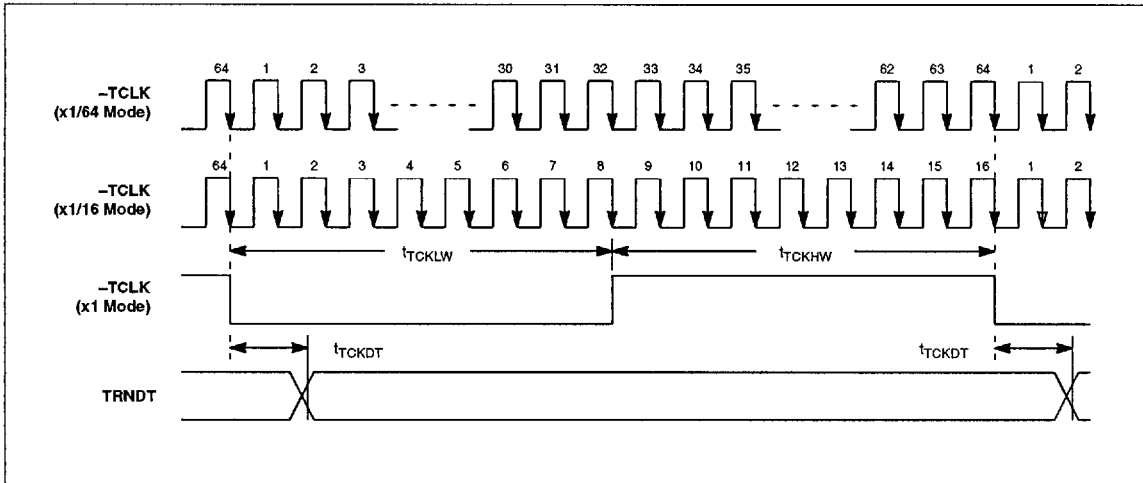 64 1 2 3 30 31 32 33 34 35 62 63 64 1 2
–TCLK
(x1/64 Mode)
64 1 2 3 4 5 6 7 8 9 10 11 12 13 14 15 16 1 2
–TCLK
(x1/16 Mode)
tTCKLW tTCKHW
–TCLK
(x1 Mode)
tTCKDT tTCKDT
TRNDT